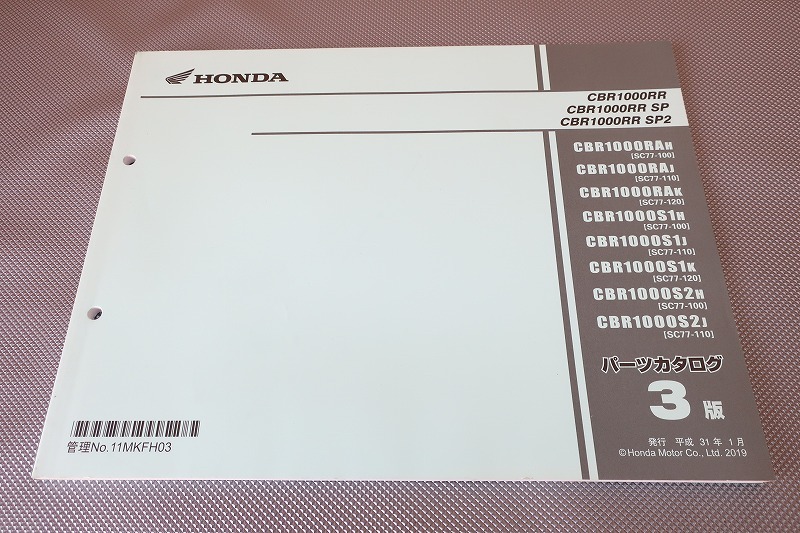 HONDA
CBR1000RR
CBR1000RR SP
CBR1000RR SP2
CBR1000RAH
[SC77-100]
CBR1000RAJ
[SC77-110]
CBR1000RAK
[SC77-120]
CBR1000S1H
[SC77-100]
CBR1000S1J
[SC77-110]
CBR1000S1K
[SC77-120]
CBR1000S2H
[SC77-100]
CBR1000S2J
[SC77-110]
パーツカタログ
3版
発行 平成 31年 1月
©Honda Motor Co., Ltd. 2019
管理No.11MKFH03